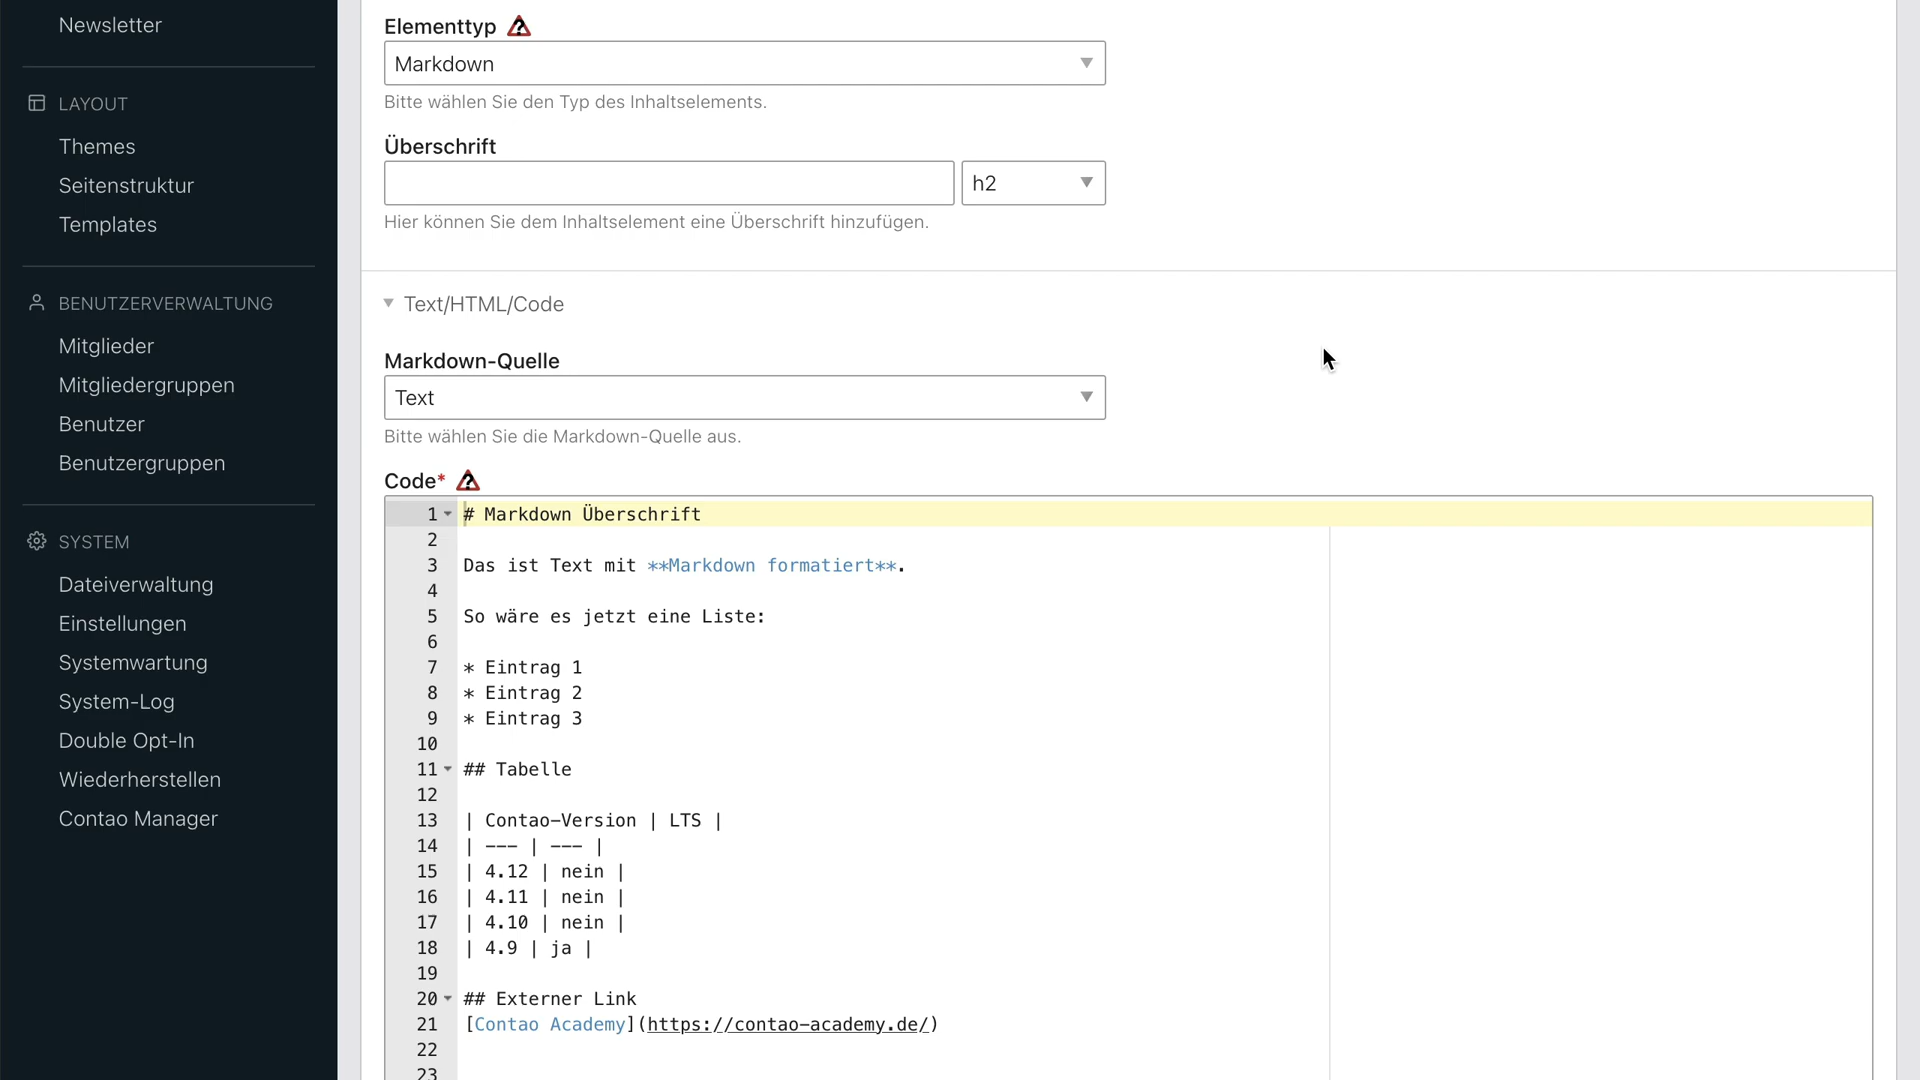 Newsletter
LAYOUT
Themes
Seitenstruktur
Templates
BENUTZERVERWALTUNG
Mitglieder
Mitgliedergruppen
Benutzer
Benutzergruppen
SYSTEM
Dateiverwaltung
Einstellungen
Systemwartung
System-Log
Double Opt-In
Wiederherstellen
Contao Manager
Elementtyp
Markdown
Bitte wählen Sie den Typ des Inhaltselements.
Überschrift
h2
Hier können Sie dem Inhaltselement eine Überschrift hinzufügen.
Text/HTML/Code
Markdown-Quelle
Text
Bitte wählen Sie die Markdown-Quelle aus.
Code*
1 # Markdown Überschrift
2
3 Das ist Text mit **Markdown formatiert**.
4
5 So wäre es jetzt eine Liste:
6
7 * Eintrag 1
8 * Eintrag 2
9 * Eintrag 3
10
11 ## Tabelle
12
13 | Contao-Version | LTS |
14 | --- | --- |
15 | 4.12 | nein |
16 | 4.11 | nein |
17 | 4.10 | nein |
18 | 4.9 | ja |
19
20 ## Externer Link
21 [Contao Academy](https://contao-academy.de/)
22
23